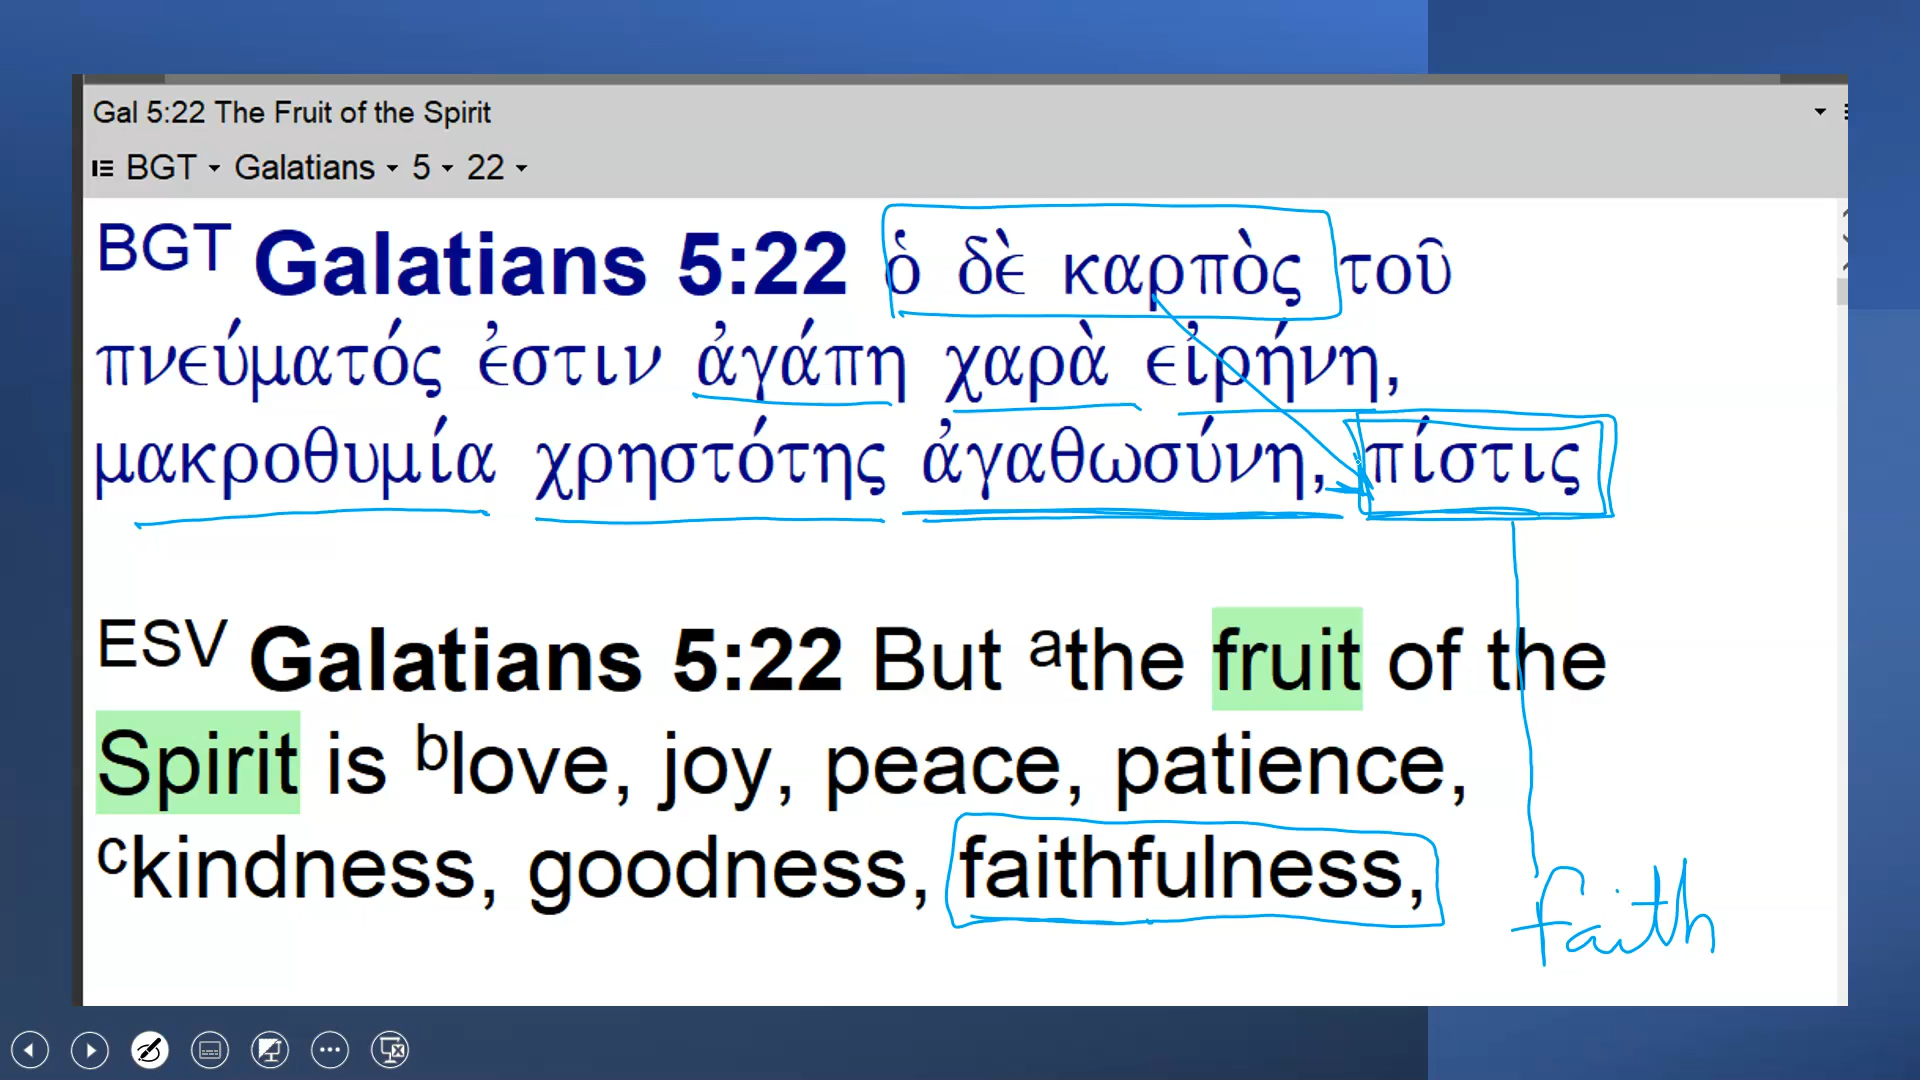 Gal 5:22 The Fruit of the Spirit
BGT Galatians 5 22
BGT Galatians 5:22 ὁ δὲ καρπὸς τοῦ
πνεύματός ἐστιν ἀγάπη χαρὰ εἰρήνη,
μακροθυμία χρηστότης ἀγαθωσύνη, πίστις
ESV Galatians 5:22 But athe fruit of the
Spirit is blove, joy, peace, patience,
ckindness, goodness, faithfulness,
faith